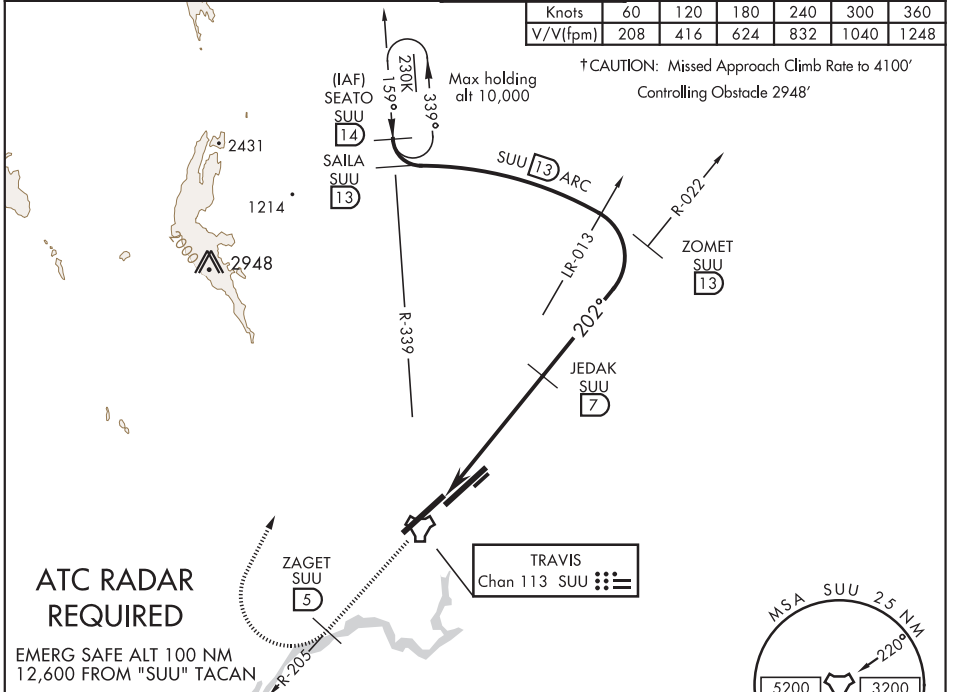 Knots 60 120 180 240 300 360
V/V(fpm) 208 416 624 832 1040 1248
†CAUTION: Missed Approach Climb Rate to 4100'
Controlling Obstacle 2948'
(IAF)
SEATO
SUU
14
230K
159°
339°
Max holding
alt 10,000
SAILA
SUU
13
SUU 13 ARC
2431
1214
2000
2948
R-022
LR-013
ZOMET
SUU
13
R-339
202°
JEDAK
SUU
7
TRAVIS
Chan 113 SUU
ZAGET
SUU
5
R-205
ATC RADAR
REQUIRED
EMERG SAFE ALT 100 NM
12,600 FROM "SUU" TACAN
MSA SUU 25 NM
220°
5200
3200